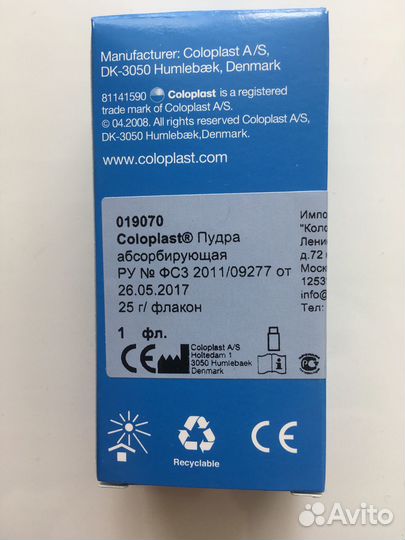 Manufacturer: Coloplast A/S,
DK-3050 Humlebæk, Denmark
81141590 Coloplast is a registered
trade mark of Coloplast A/S.
© 04.2008. All rights reserved Coloplast A/S,
DK-3050 Humlebæk, Denmark.
www.coloplast.com
019070
Coloplast® Пудра
абсорбирующая
РУ № ФСЗ 2011/09277 от
26.05.2017
25 г/ флакон
1 фл.
Импо
"Коло
Ленин
д.72
Москв
1253
info@
Тел:
CE
Coloplast A/S
Holtedam 1
3050 Humlebaek
Denmark
Recyclable
CE
Avito